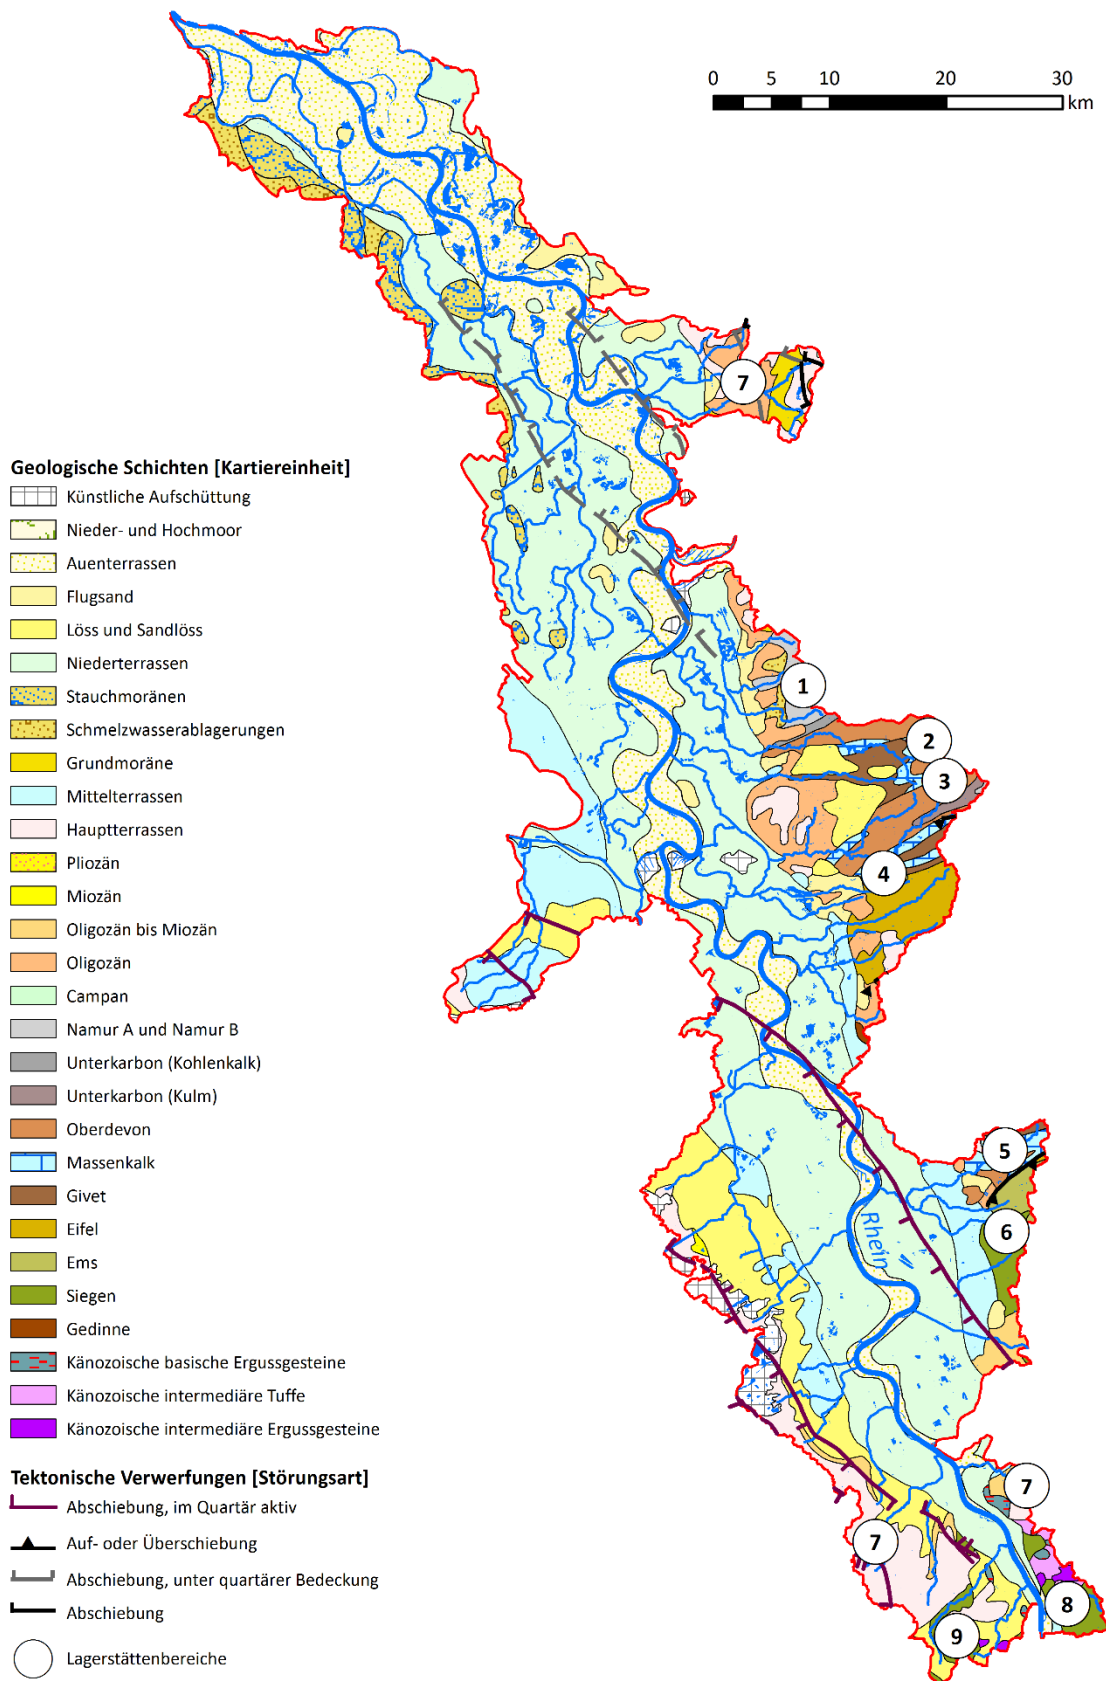 0 5 10 20 30
km
7
Geologische Schichten [Kartiereinheit]
Künstliche Aufschüttung
Nieder- und Hochmoor
Auenterrassen
Flugsand
Löss und Sandlöss
Niederterrassen
Stauchmoränen
Schmelzwasserablagerungen
Grundmoräne
Mittelterrassen
Hauptterrassen
Pliozän
Miozän
Oligozän bis Miozän
Oligozän
Campan
Namur A und Namur B
Unterkarbon (Kohlenkalk)
Unterkarbon (Kulm)
Oberdevon
Massenkalk
Givet
Eifel
Ems
Siegen
Gedinne
Känozoische basische Ergussgesteine
Känozoische intermediäre Tuffe
Känozoische intermediäre Ergussgesteine
Tektonische Verwerfungen [Störungsart]
Abschiebung, im Quartär aktiv
Auf- oder Überschiebung
Abschiebung, unter quartärer Bedeckung
Abschiebung
Lagerstättenbereiche
1
2
3
4
5
6
Rhein
7
7
8
9